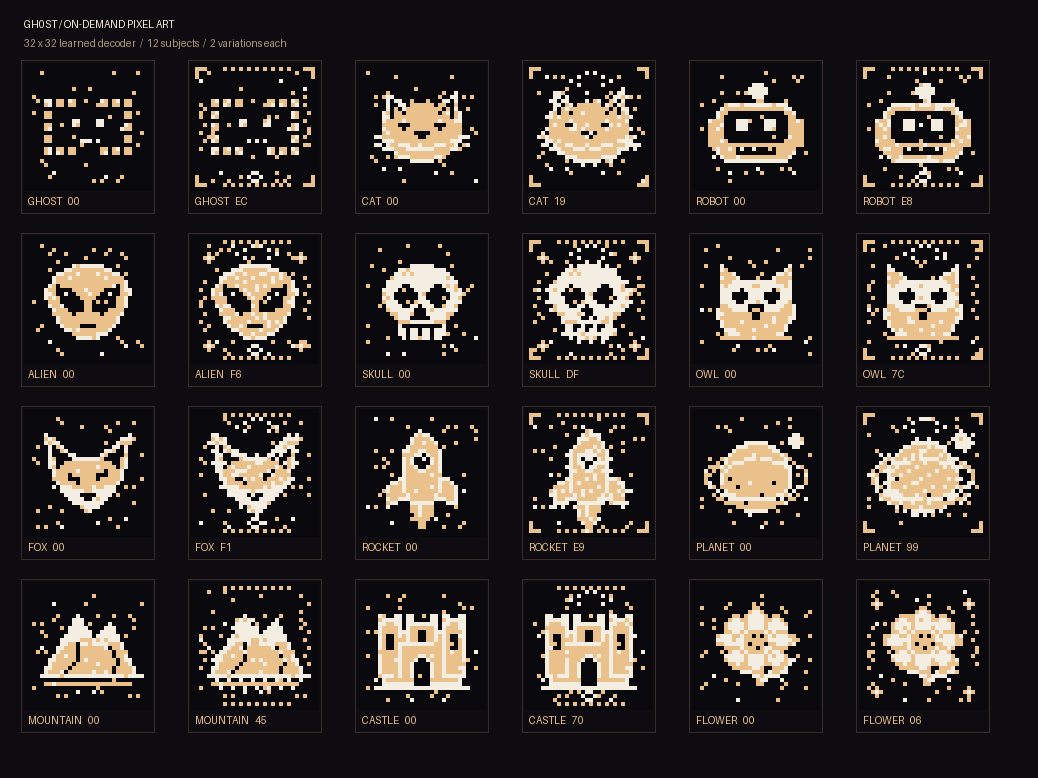 GH0ST / ON-DEMAND PIXEL ART
32 x 32 learned decoder / 12 subjects / 2 variations each
GHOST 00
GHOST EC
CAT 00
CAT 19
ROBOT 00
ROBOT E8
ALIEN 00
ALIEN F6
SKULL 00
SKULL DF
OWL 00
OWL 7C
FOX 00
FOX F1
ROCKET 00
ROCKET E9
PLANET 00
PLANET 99
MOUNTAIN 00
MOUNTAIN 45
CASTLE 00
CASTLE 70
FLOWER 00
FLOWER 06